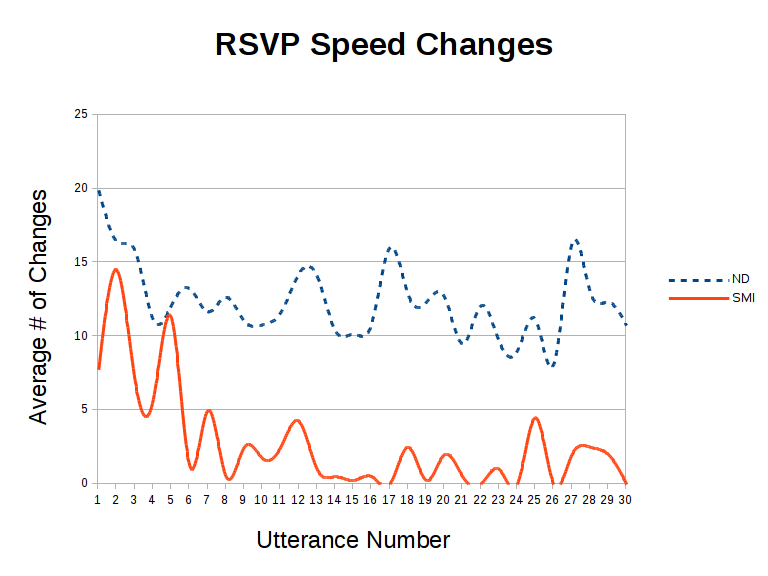 RSVP Speed Changes
Average # of Changes
25
20
15
10
5
0
1 2 3 4 5 6 7 8 9 10 11 12 13 14 15 16 17 18 19 20 21 22 23 24 25 26 27 28 29 30
Utterance Number
ND
SMI